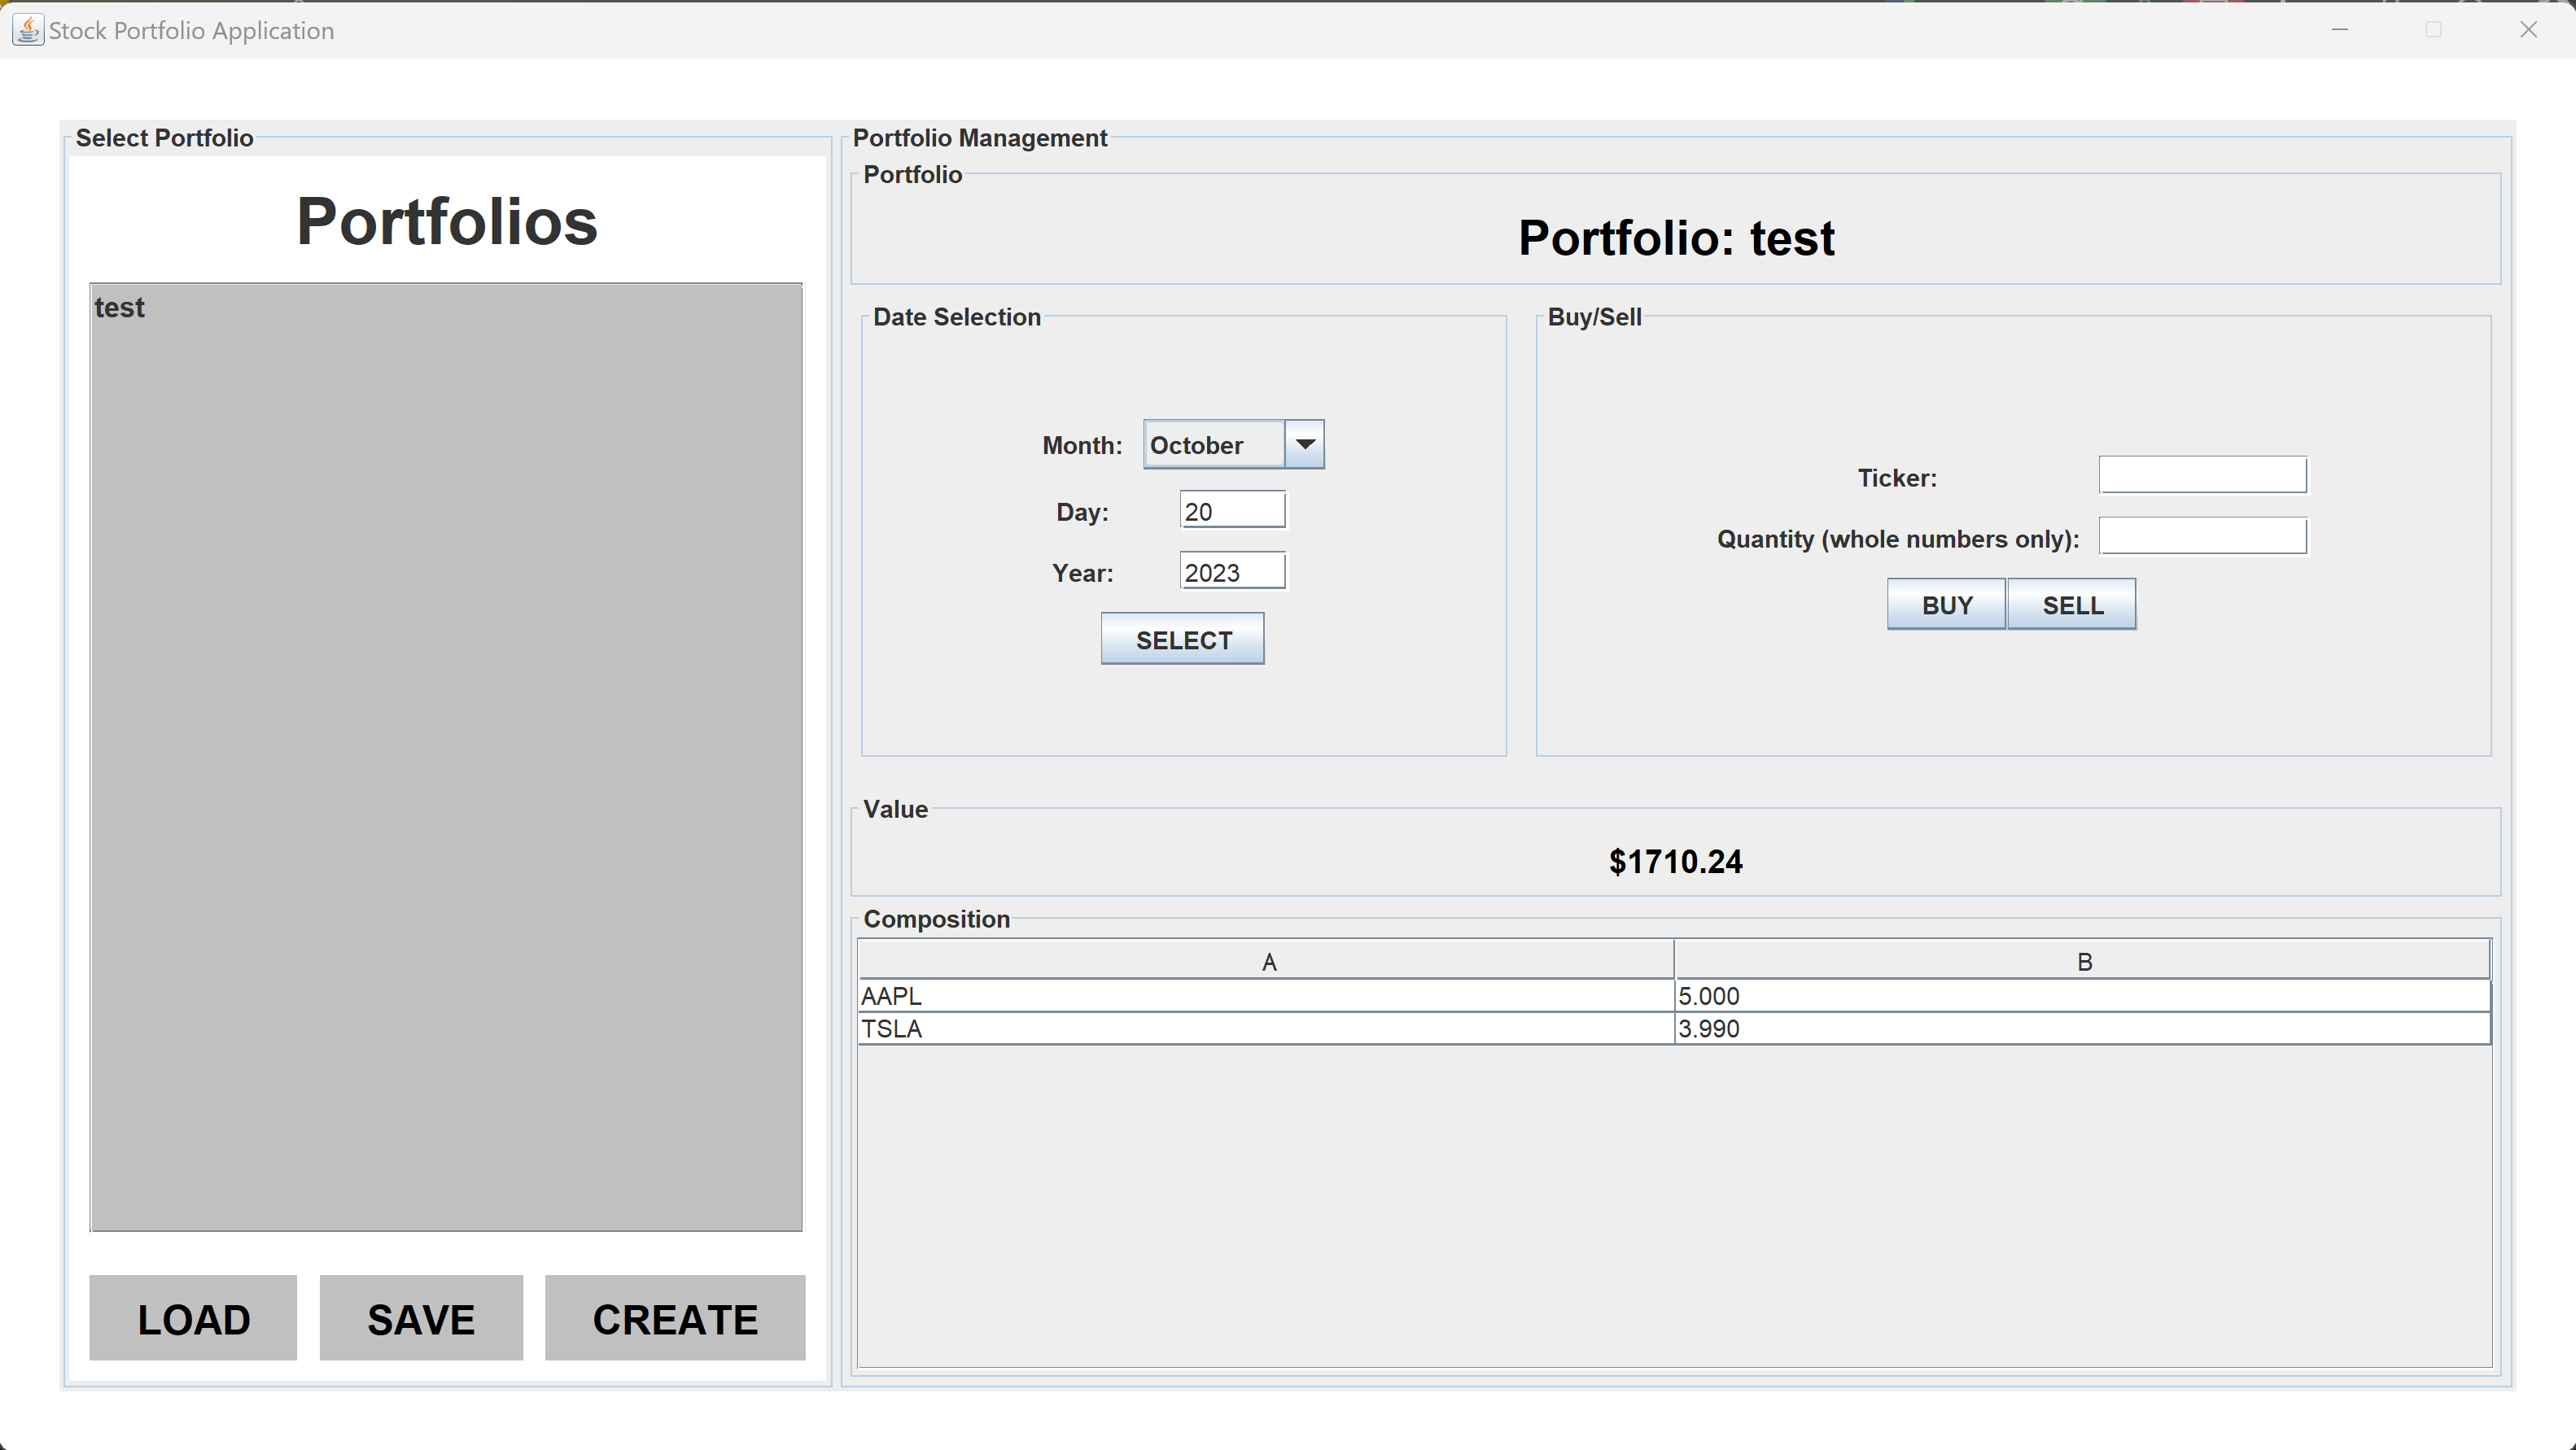 Stock Portfolio Application
Select Portfolio
Portfolios
test
LOAD SAVE CREATE
Portfolio Management
Portfolio
Portfolio: test
Date Selection
Month: October
Day: 20
Year: 2023
SELECT
Buy/Sell
Ticker:
Quantity (whole numbers only):
BUY SELL
Value
$1710.24
Composition
A B
AAPL 5.000
TSLA 3.990